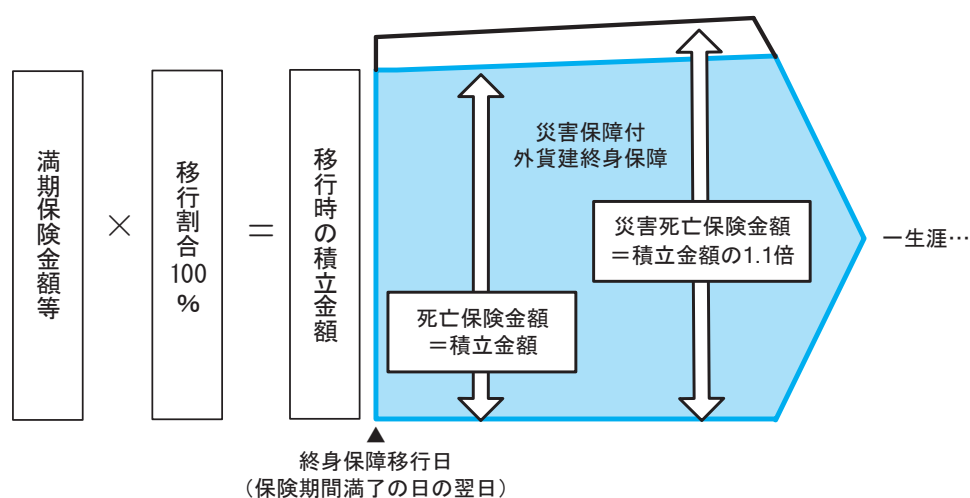 満期保険金額等
×
移行割合100%
＝
移行時の積立金額
災害保障付
外貨建終身保障
災害死亡保険金額
＝積立金額の1.1倍
死亡保険金額
＝積立金額
一生涯…
▲
終身保障移行日
（保険期間満了の日の翌日）